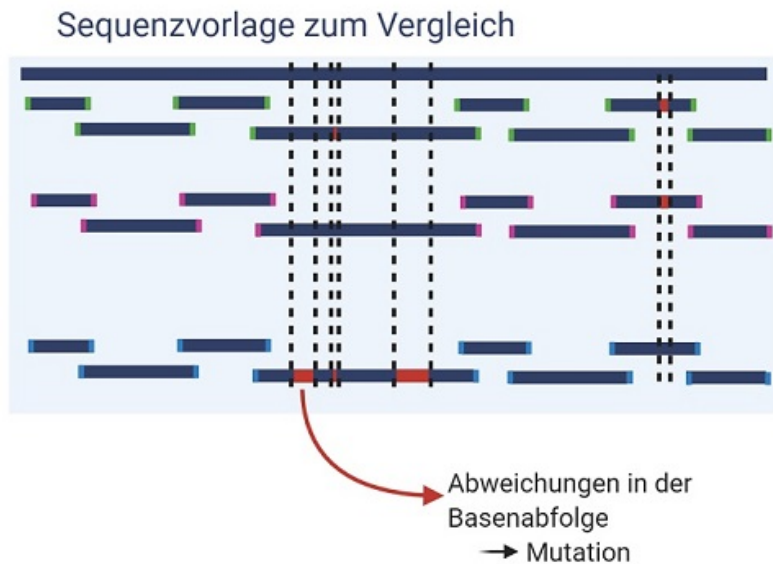 Sequenzvorlage zum Vergleich
Abweichungen in der
Basenabfolge
→ Mutation